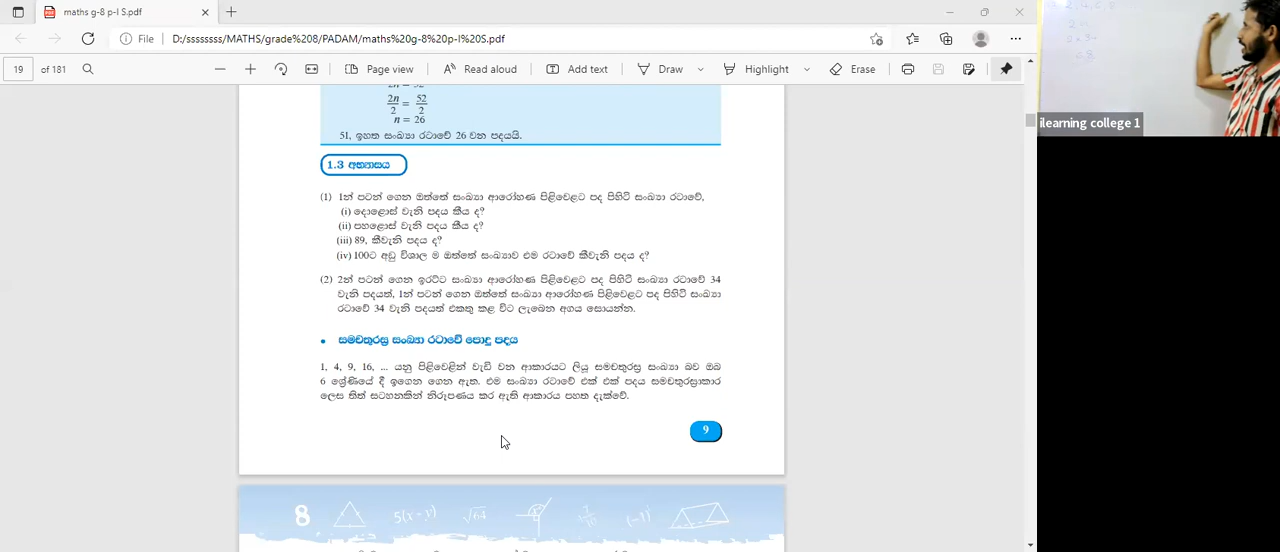 maths g-8 p-I S.pdf
File D:/ssssssss/MATHS/grade%208/PADAM/maths%20g-8%20p-I%20S.pdf
19 of 181 Page view Read aloud Add text Draw Highlight Erase
2n/2 = 52/2
n = 26
51, ඉහත සංඛ්‍යා රටාවේ 26 වන පදයයි.
1.3 අභ්‍යාසය
(1) 1න් පටන් ගෙන ඔත්තේ සංඛ්‍යා ආරෝහණ පිළිවෙළට පද පිහිටි සංඛ්‍යා රටාවේ,
(i) දොළොස් වැනි පදය කීය ද?
(ii) පහළොස් වැනි පදය කීය ද?
(iii) 89, කීවැනි පදය ද?
(iv) 100ට අඩු විශාල ම ඔත්තේ සංඛ්‍යාව එම රටාවේ කීවැනි පදය ද?
(2) 2න් පටන් ගෙන ඉරට්ට සංඛ්‍යා ආරෝහණ පිළිවෙළට පද පිහිටි සංඛ්‍යා රටාවේ 34
වැනි පදයත්, 1න් පටන් ගෙන ඔත්තේ සංඛ්‍යා ආරෝහණ පිළිවෙළට පද පිහිටි සංඛ්‍යා
රටාවේ 34 වැනි පදයත් එකතු කළ විට ලැබෙන අගය සොයන්න.
• සමචතුරස්‍ර සංඛ්‍යා රටාවේ පොදු පදය
1, 4, 9, 16, ... යනු පිළිවෙළින් වැඩි වන ආකාරයට ලියූ සමචතුරස්‍ර සංඛ්‍යා බව ඔබ
6 ශ්‍රේණියේ දී ඉගෙන ගෙන ඇත. එම සංඛ්‍යා රටාවේ එක් එක් පදය සමචතුරස්‍රාකාර
ලෙස තිත් සටහනකින් නිරූපණය කර ඇති ආකාරය පහත දැක්වේ.
9
8 5(x − y) √64 7/10 (−1)
ilearning college 1